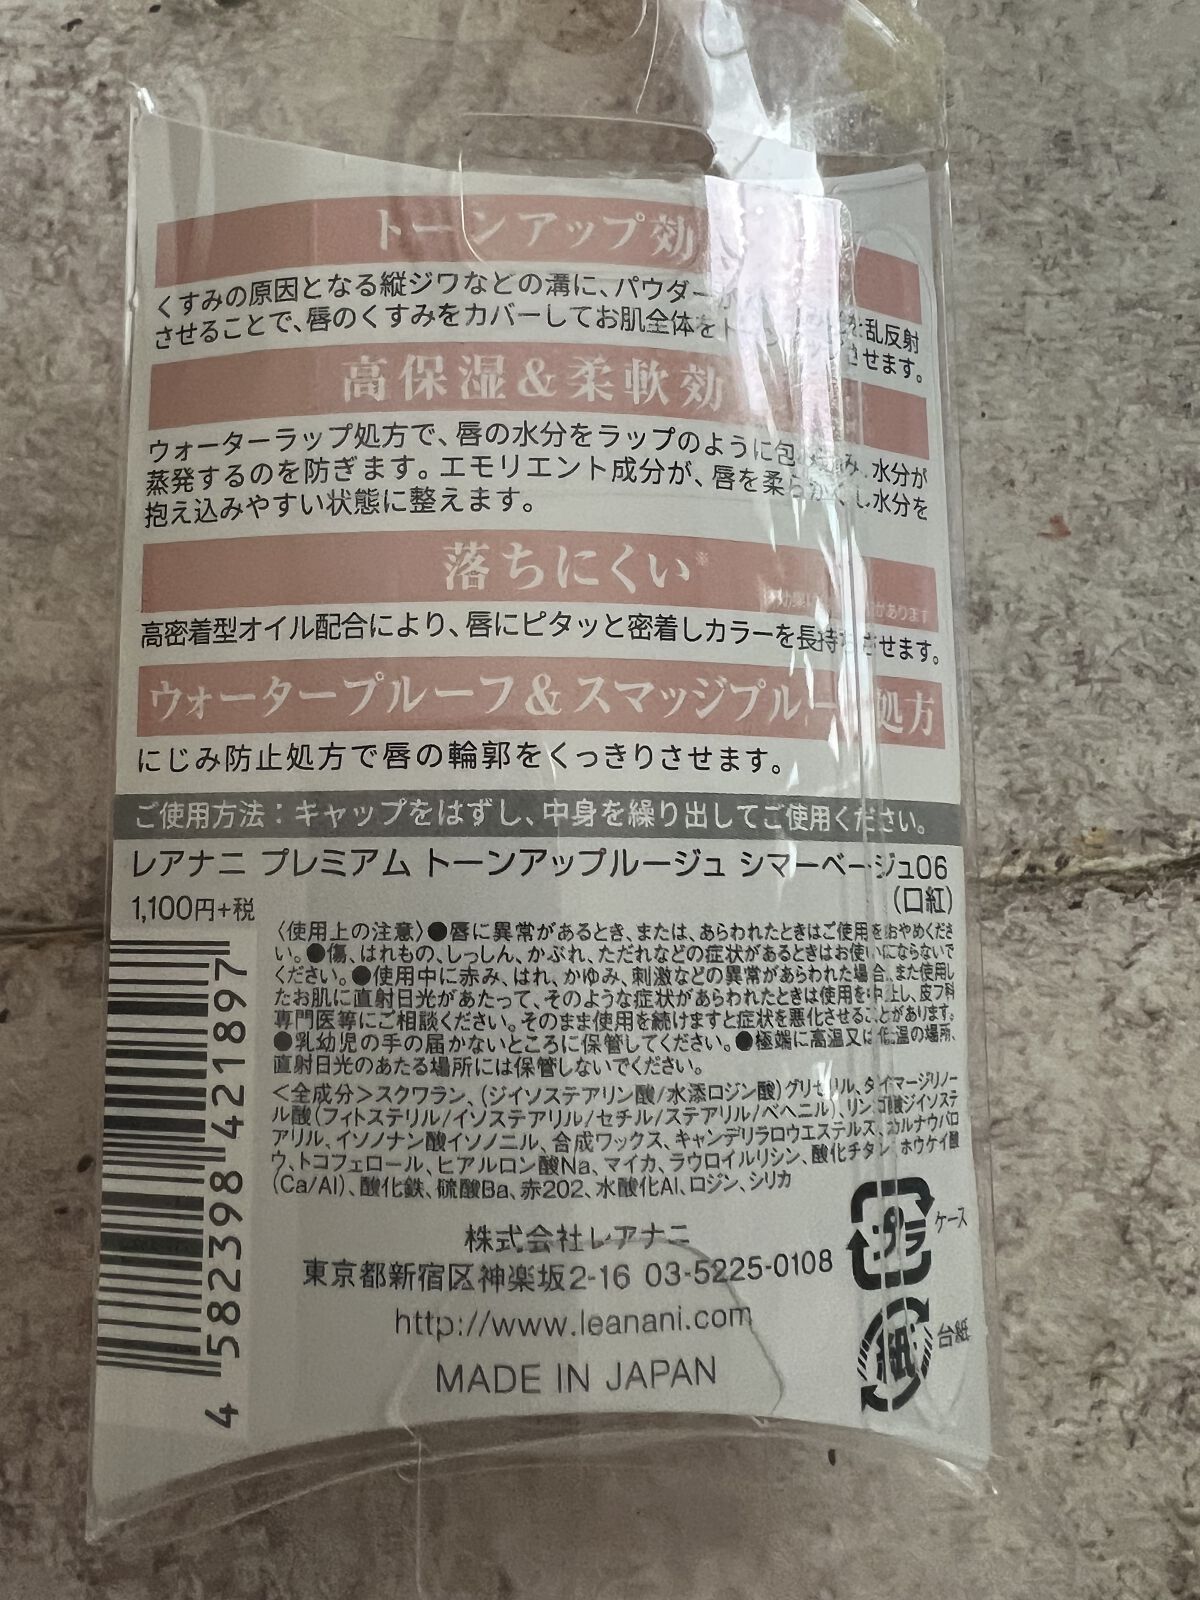 トーンアップ効
くすみの原因となる縦ジワなどの溝に、パウダーが を乱反射
させることで、唇のくすみをカバーしてお肌全体を させます。
高保湿&柔軟効
ウォーターラップ処方で、唇の水分をラップのように包 み、水分が
蒸発するのを防ぎます。エモリエント成分が、唇を柔らかくし水分を
抱え込みやすい状態に整えます。
落ちにくい※
があります
高密着型オイル配合により、唇にピタッと密着しカラーを長持ちさせます。
ウォータープルーフ&スマッジプルーフ処方
にじみ防止処方で唇の輪郭をくっきりさせます。
ご使用方法：キャップをはずし、中身を繰り出してご使用ください。
レアナニ プレミアム トーンアップルージュ シマーベージュ06
1,100円+税
(口紅)
〈使用上の注意〉●唇に異常があるとき、または、あらわれたときはご使用をおやめくださ
い。●傷、はれもの、しっしん、かぶれ、ただれなどの症状があるときはお使いにならないで
ください。●使用中に赤み、はれ、かゆみ、刺激などの異常があらわれた場合、また使用し
たお肌に直射日光があたって、そのような症状があらわれたときは使用を中止し、皮フ科
専門医等にご相談ください。そのまま使用を続けますと症状を悪化させることがあります。
●乳幼児の手の届かないところに保管してください。●極端に高温又は低温の場所、
直射日光のあたる場所には保管しないでください。
＜全成分＞スクワラン、(ジイソステアリン酸/水添ロジン酸)グリセリル、ダイマージリノー
ル酸(フィトステリル/イソステアリル/セチル/ステアリル/ベヘニル)、リンゴ酸ジイソステ
アリル、イソノナン酸イソノニル、合成ワックス、キャンデリラロウエステルズ、カルナウバロ
ウ、トコフェロール、ヒアルロン酸Na、マイカ、ラウロイルリシン、酸化チタン、ホウケイ酸
(Ca/Al)、酸化鉄、硫酸Ba、赤202、水酸化Al、ロジン、シリカ
株式会社レアナニ
東京都新宿区神楽坂2-16 03-5225-0108
http://www.leanani.com
MADE IN JAPAN
プラ
ケース
紙
台紙
4 582398 421897